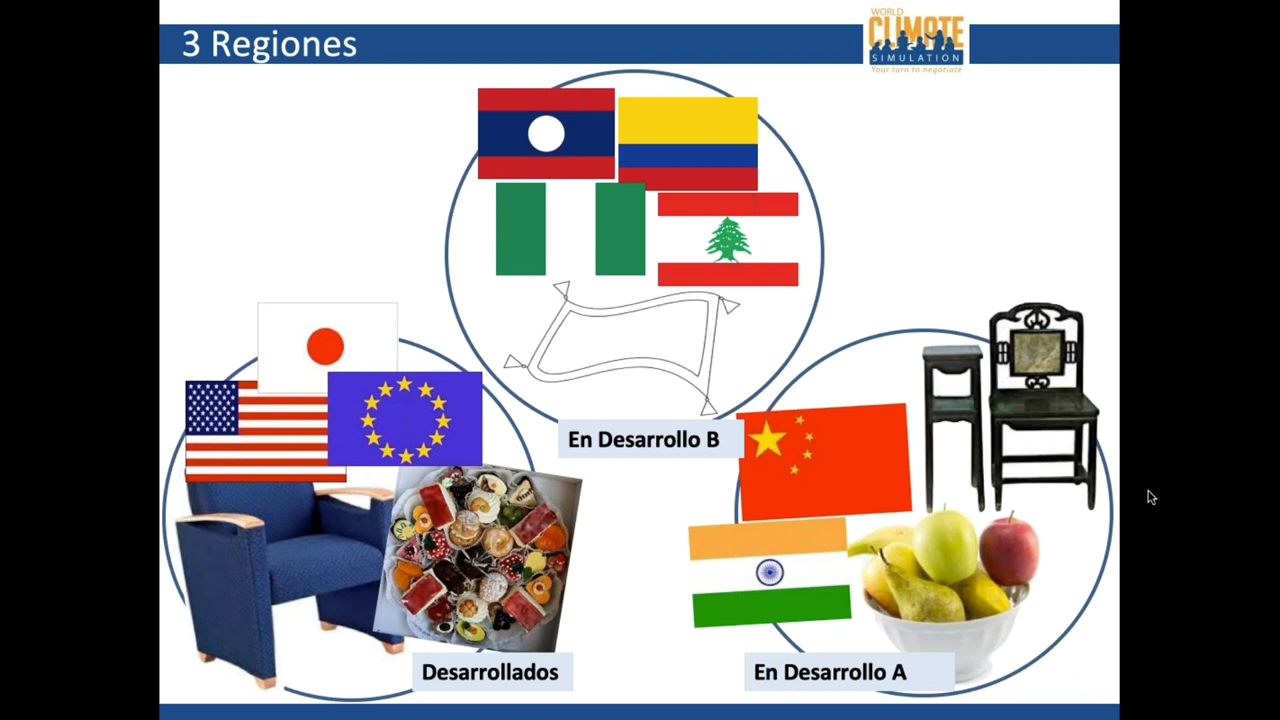 3 Regiones
WORLD
CLIMATE
SIMULATION
Your turn to negotiate
En Desarrollo B
Desarrollados
En Desarrollo A